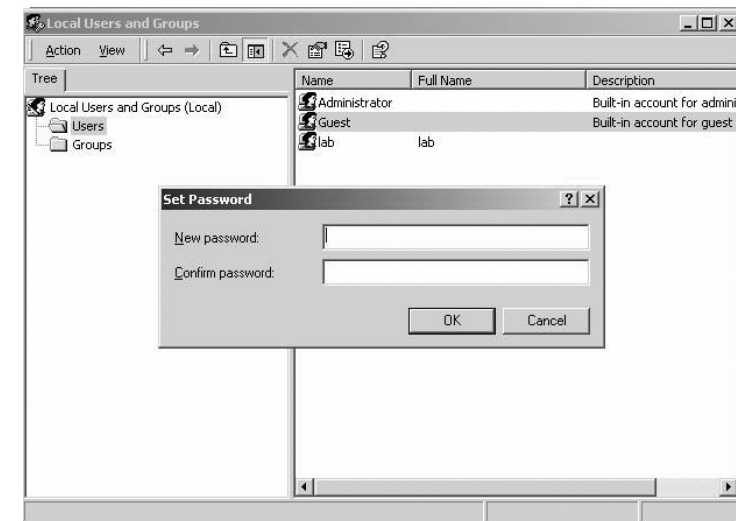 Local Users and Groups
Action View
Tree
Name Full Name Description
Local Users and Groups (Local)
Users
Groups
Administrator Built-in account for admini
Guest Built-in account for guest
lab lab
Set Password
New password:
Confirm password:
OK Cancel